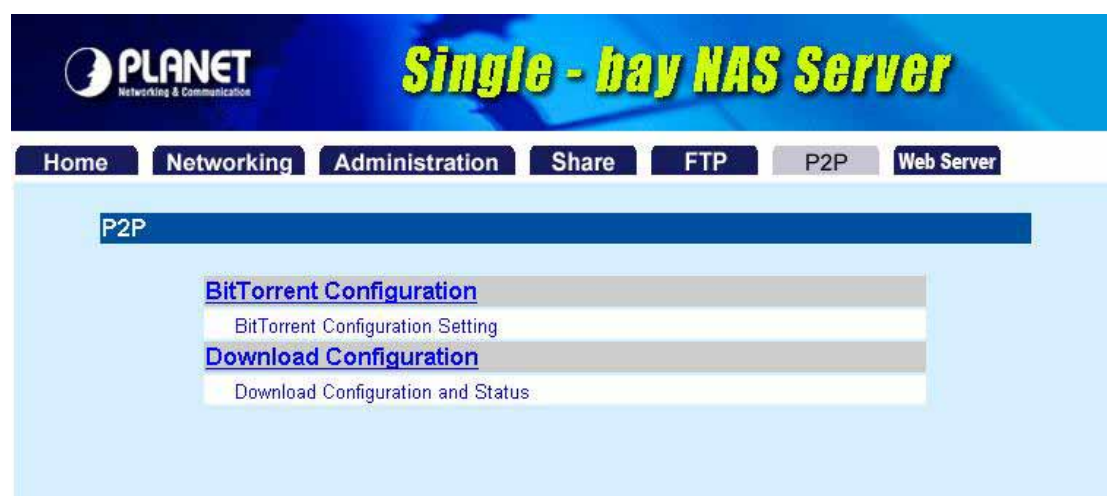 PLANET
Networking & Communication
Single - bay NAS Server
Home Networking Administration Share FTP P2P Web Server
P2P
BitTorrent Configuration
BitTorrent Configuration Setting
Download Configuration
Download Configuration and Status